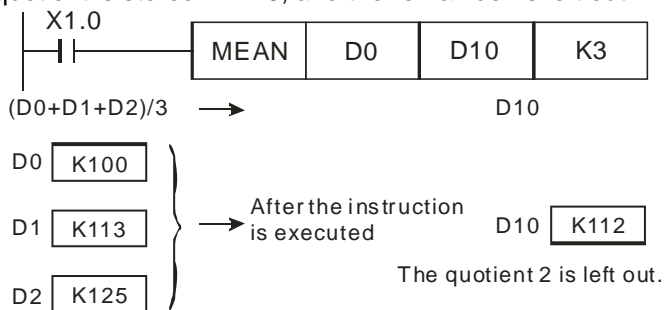 X1.0
MEAN D0 D10 K3
(D0+D1+D2)/3 D10
D0 K100
D1 K113
D2 K125
After the instruction
is executed
D10 K112
The quotient 2 is left out.